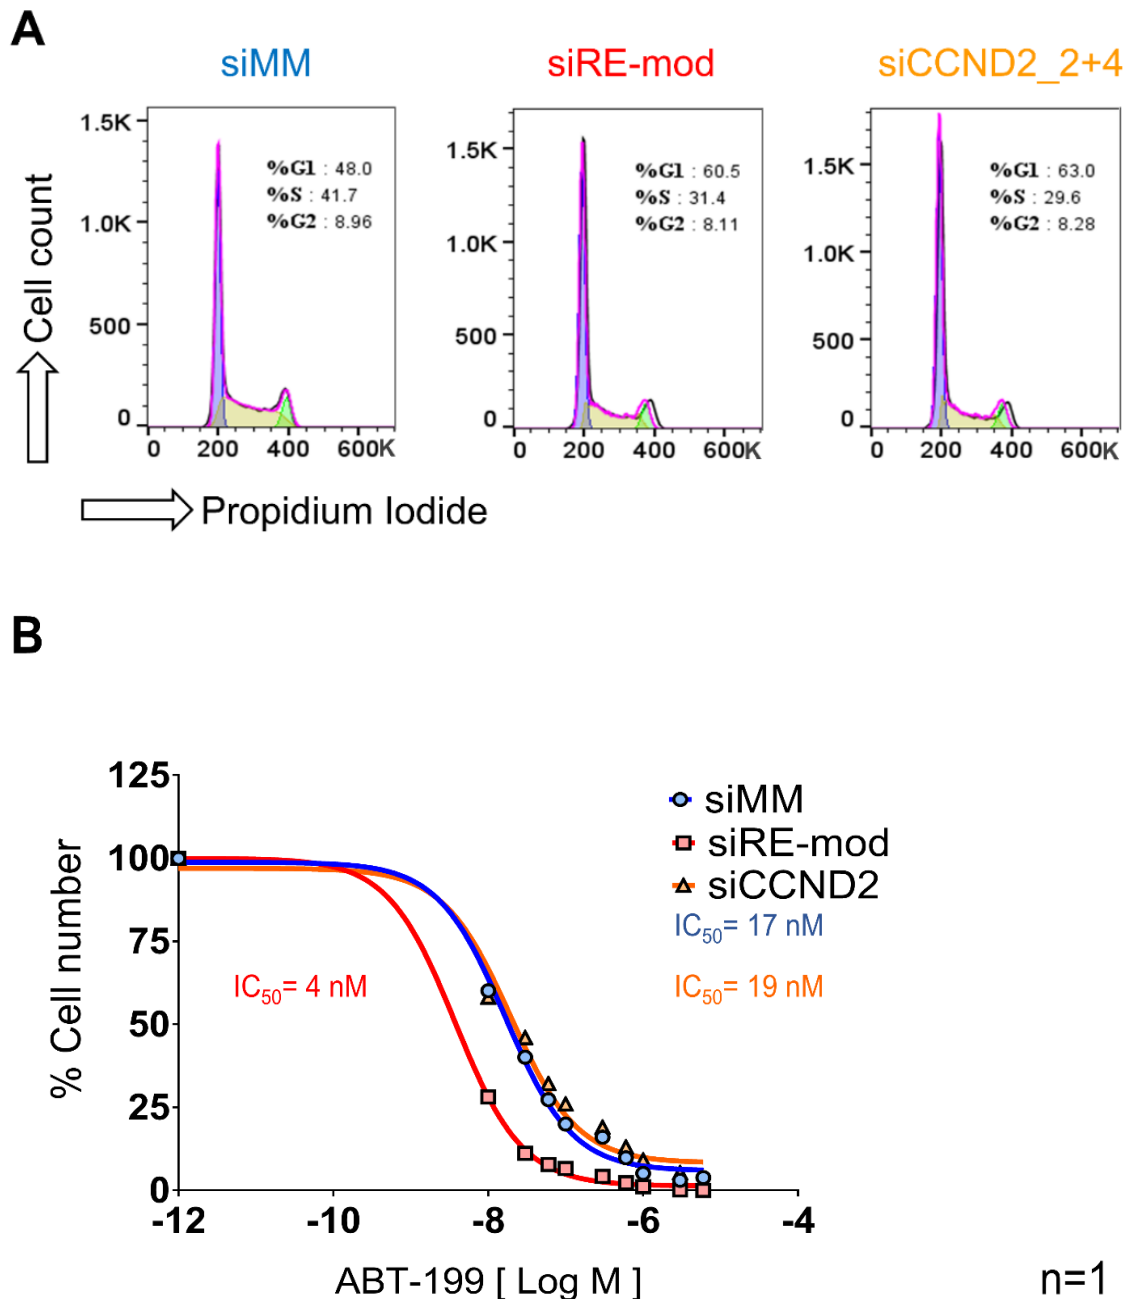 A
siMM
siRE-mod
siCCND2_2+4
Cell count
1.5K
1.0K
500
0
%G1 : 48.0
%S : 41.7
%G2 : 8.96
0 200 400 600K
1.5K
1.0K
500
0
%G1 : 60.5
%S : 31.4
%G2 : 8.11
0 200 400 600K
1.5K
1.0K
500
0
%G1 : 63.0
%S : 29.6
%G2 : 8.28
0 200 400 600K
Propidium Iodide
B
% Cell number
125
100
75
50
25
0
-12 -10 -8 -6 -4
siMM
siRE-mod
siCCND2
IC50= 17 nM
IC50= 4 nM
IC50= 19 nM
ABT-199 [ Log M ]
n=1